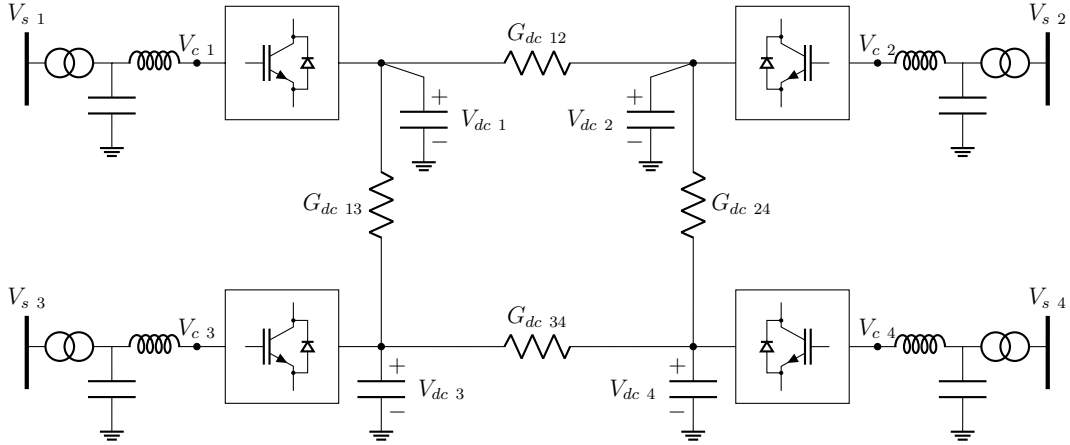 V_{s 1}
V_{c 1}
G_{dc 12}
V_{c 2}
V_{s 2}
+
V_{dc 1}
−
+
V_{dc 2}
−
G_{dc 13}
G_{dc 24}
V_{s 3}
V_{c 3}
G_{dc 34}
V_{c 4}
V_{s 4}
+
V_{dc 3}
−
+
V_{dc 4}
−